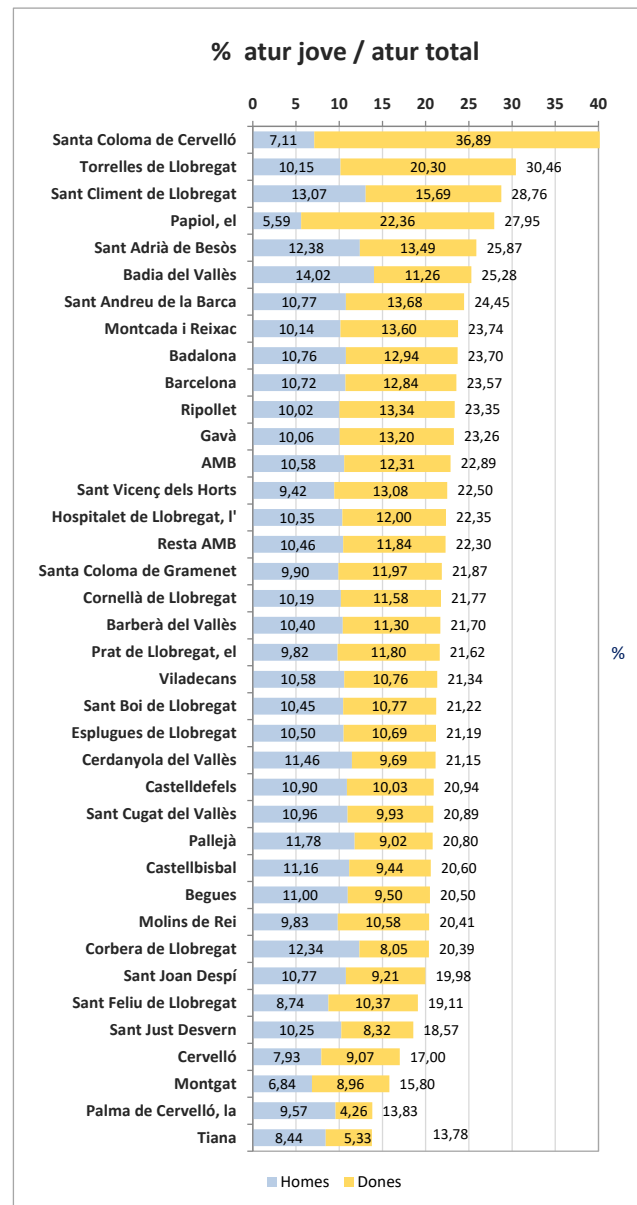 % atur jove / atur total
0 5 10 15 20 25 30 35 40
Santa Coloma de Cervelló 7,11 36,89
Torrelles de Llobregat 10,15 20,30 30,46
Sant Climent de Llobregat 13,07 15,69 28,76
Papiol, el 5,59 22,36 27,95
Sant Adrià de Besòs 12,38 13,49 25,87
Badia del Vallès 14,02 11,26 25,28
Sant Andreu de la Barca 10,77 13,68 24,45
Montcada i Reixac 10,14 13,60 23,74
Badalona 10,76 12,94 23,70
Barcelona 10,72 12,84 23,57
Ripollet 10,02 13,34 23,35
Gavà 10,06 13,20 23,26
AMB 10,58 12,31 22,89
Sant Vicenç dels Horts 9,42 13,08 22,50
Hospitalet de Llobregat, l' 10,35 12,00 22,35
Resta AMB 10,46 11,84 22,30
Santa Coloma de Gramenet 9,90 11,97 21,87
Cornellà de Llobregat 10,19 11,58 21,77
Barberà del Vallès 10,40 11,30 21,70
Prat de Llobregat, el 9,82 11,80 21,62 %
Viladecans 10,58 10,76 21,34
Sant Boi de Llobregat 10,45 10,77 21,22
Esplugues de Llobregat 10,50 10,69 21,19
Cerdanyola del Vallès 11,46 9,69 21,15
Castelldefels 10,90 10,03 20,94
Sant Cugat del Vallès 10,96 9,93 20,89
Pallejà 11,78 9,02 20,80
Castellbisbal 11,16 9,44 20,60
Begues 11,00 9,50 20,50
Molins de Rei 9,83 10,58 20,41
Corbera de Llobregat 12,34 8,05 20,39
Sant Joan Despí 10,77 9,21 19,98
Sant Feliu de Llobregat 8,74 10,37 19,11
Sant Just Desvern 10,25 8,32 18,57
Cervelló 7,93 9,07 17,00
Montgat 6,84 8,96 15,80
Palma de Cervelló, la 9,57 4,26 13,83
Tiana 8,44 5,33 13,78
Homes Dones